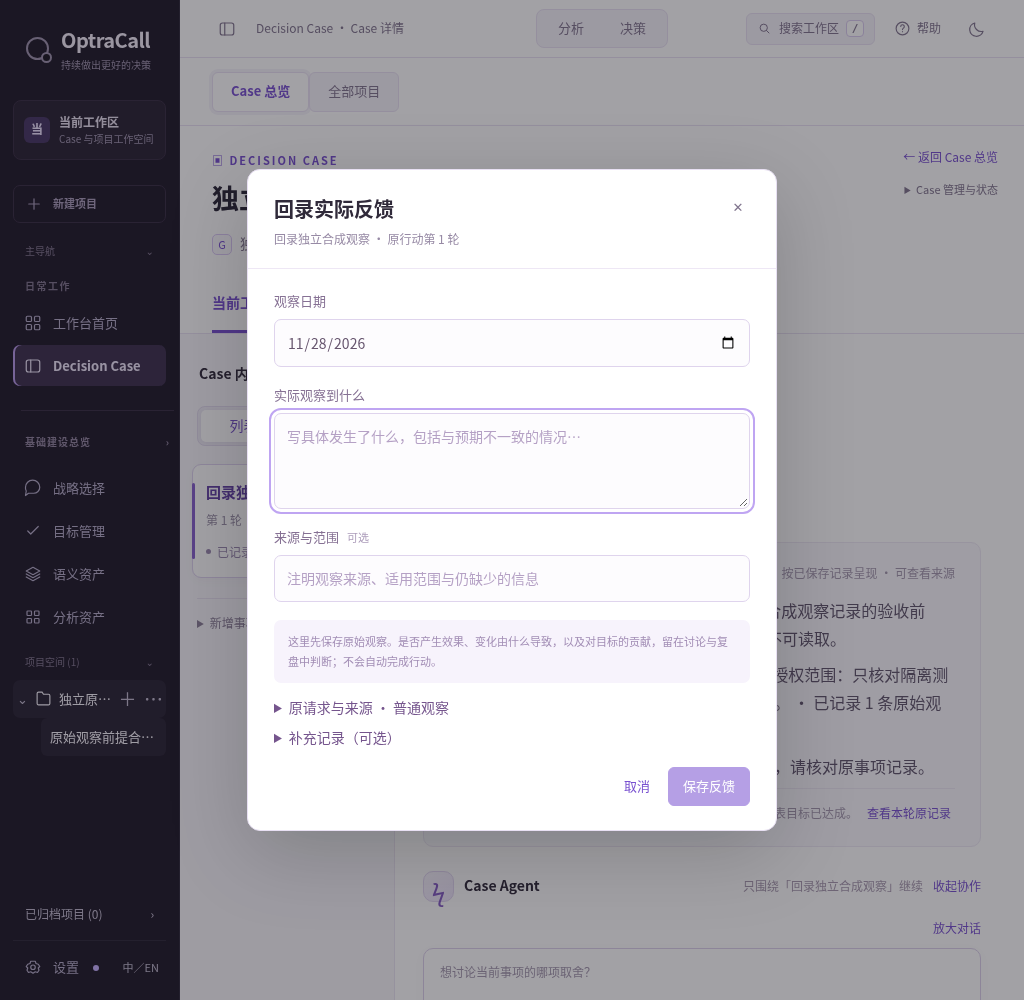 OptraCall
持续做出更好的决策
当
当前工作区
Case 与项目工作空间
新建项目
主导航
日常工作
工作台首页
Decision Case
基础建设总览
战略选择
目标管理
语义资产
分析资产
项目空间 (1)
独立原…
原始观察前提合…
已归档项目 (0)
设置
中／EN
Decision Case · Case 详情
分析
决策
搜索工作区
/
帮助
Case 总览
全部项目
DECISION CASE
← 返回 Case 总览
Case 管理与状态
G
当前
Case 内
第 1 轮
已记
新增事
回录实际反馈
×
回录独立合成观察 · 原行动第 1 轮
观察日期
11/28/2026
实际观察到什么
写具体发生了什么，包括与预期不一致的情况…
来源与范围 可选
注明观察来源、适用范围与仍缺少的信息
这里先保存原始观察。是否产生效果、变化由什么导致，以及对目标的贡献，留在讨论与复
盘中判断；不会自动完成行动。
原请求与来源 · 普通观察
补充记录（可选）
取消
保存反馈
按已保存记录呈现 · 可查看来源
成观察记录的验收前
不可读取。
授权范围：只核对隔离测
。 · 已记录 1 条原始观
，请核对原事项记录。
表目标已达成。 查看本轮原记录
Case Agent
只围绕「回录独立合成观察」继续 收起协作
放大对话
想讨论当前事项的哪项取舍?